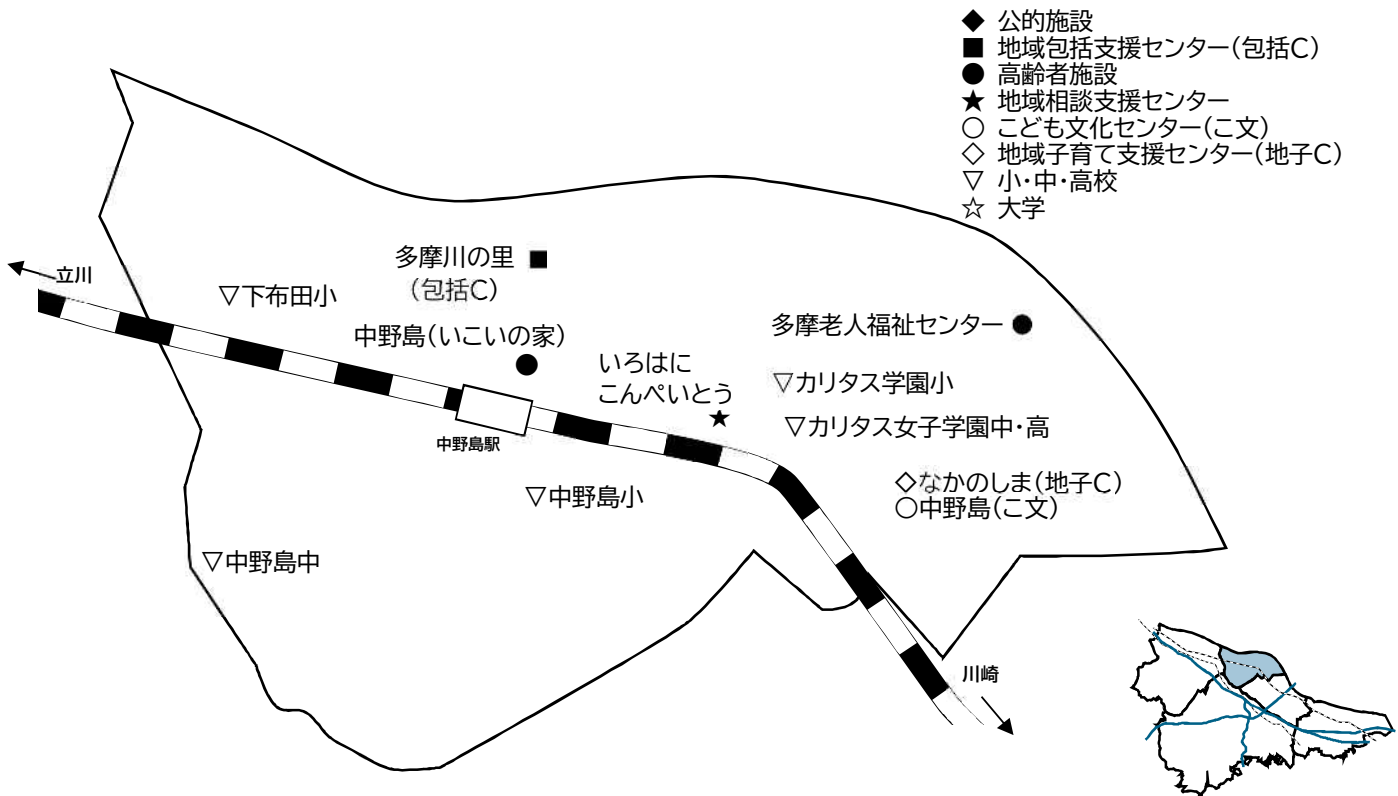 ◆ 公的施設
■ 地域包括支援センター(包括C)
● 高齢者施設
★ 地域相談支援センター
○ こども文化センター(こ文)
◇ 地域子育て支援センター(地子C)
▽ 小・中・高校
☆ 大学
多摩川の里 ■
(包括C)
立川
▽下布田小
中野島(いこいの家)
●
多摩老人福祉センター ●
いろはに
こんぺいとう
★
▽カリタス学園小
▽カリタス女子学園中・高
中野島駅
◇なかのしま(地子C)
○中野島(こ文)
▽中野島小
▽中野島中
川崎